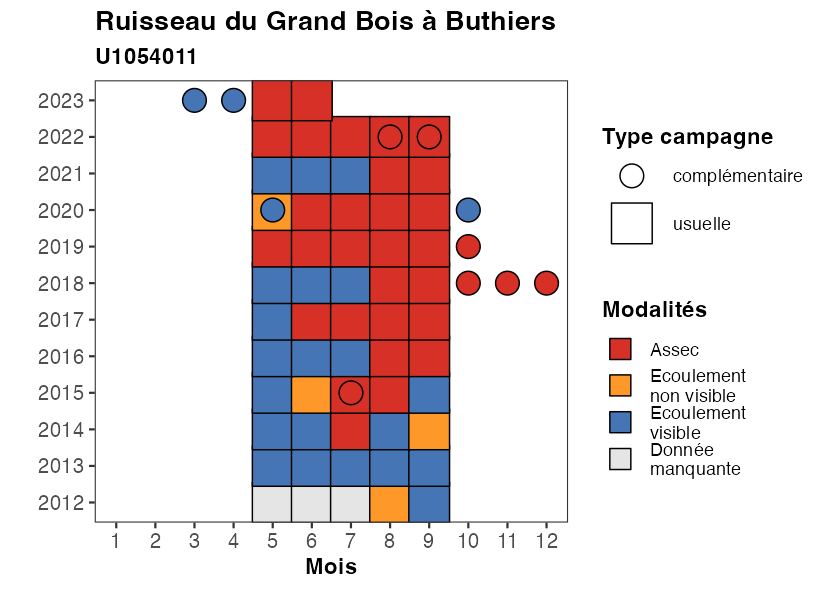 Ruisseau du Grand Bois à Buthiers
U1054011
2023
2022
2021
2020
2019
2018
2017
2016
2015
2014
2013
2012
1 2 3 4 5 6 7 8 9 10 11 12
Mois
Type campagne
complémentaire
usuelle
Modalités
Assec
Ecoulement
non visible
Ecoulement
visible
Donnée
manquante